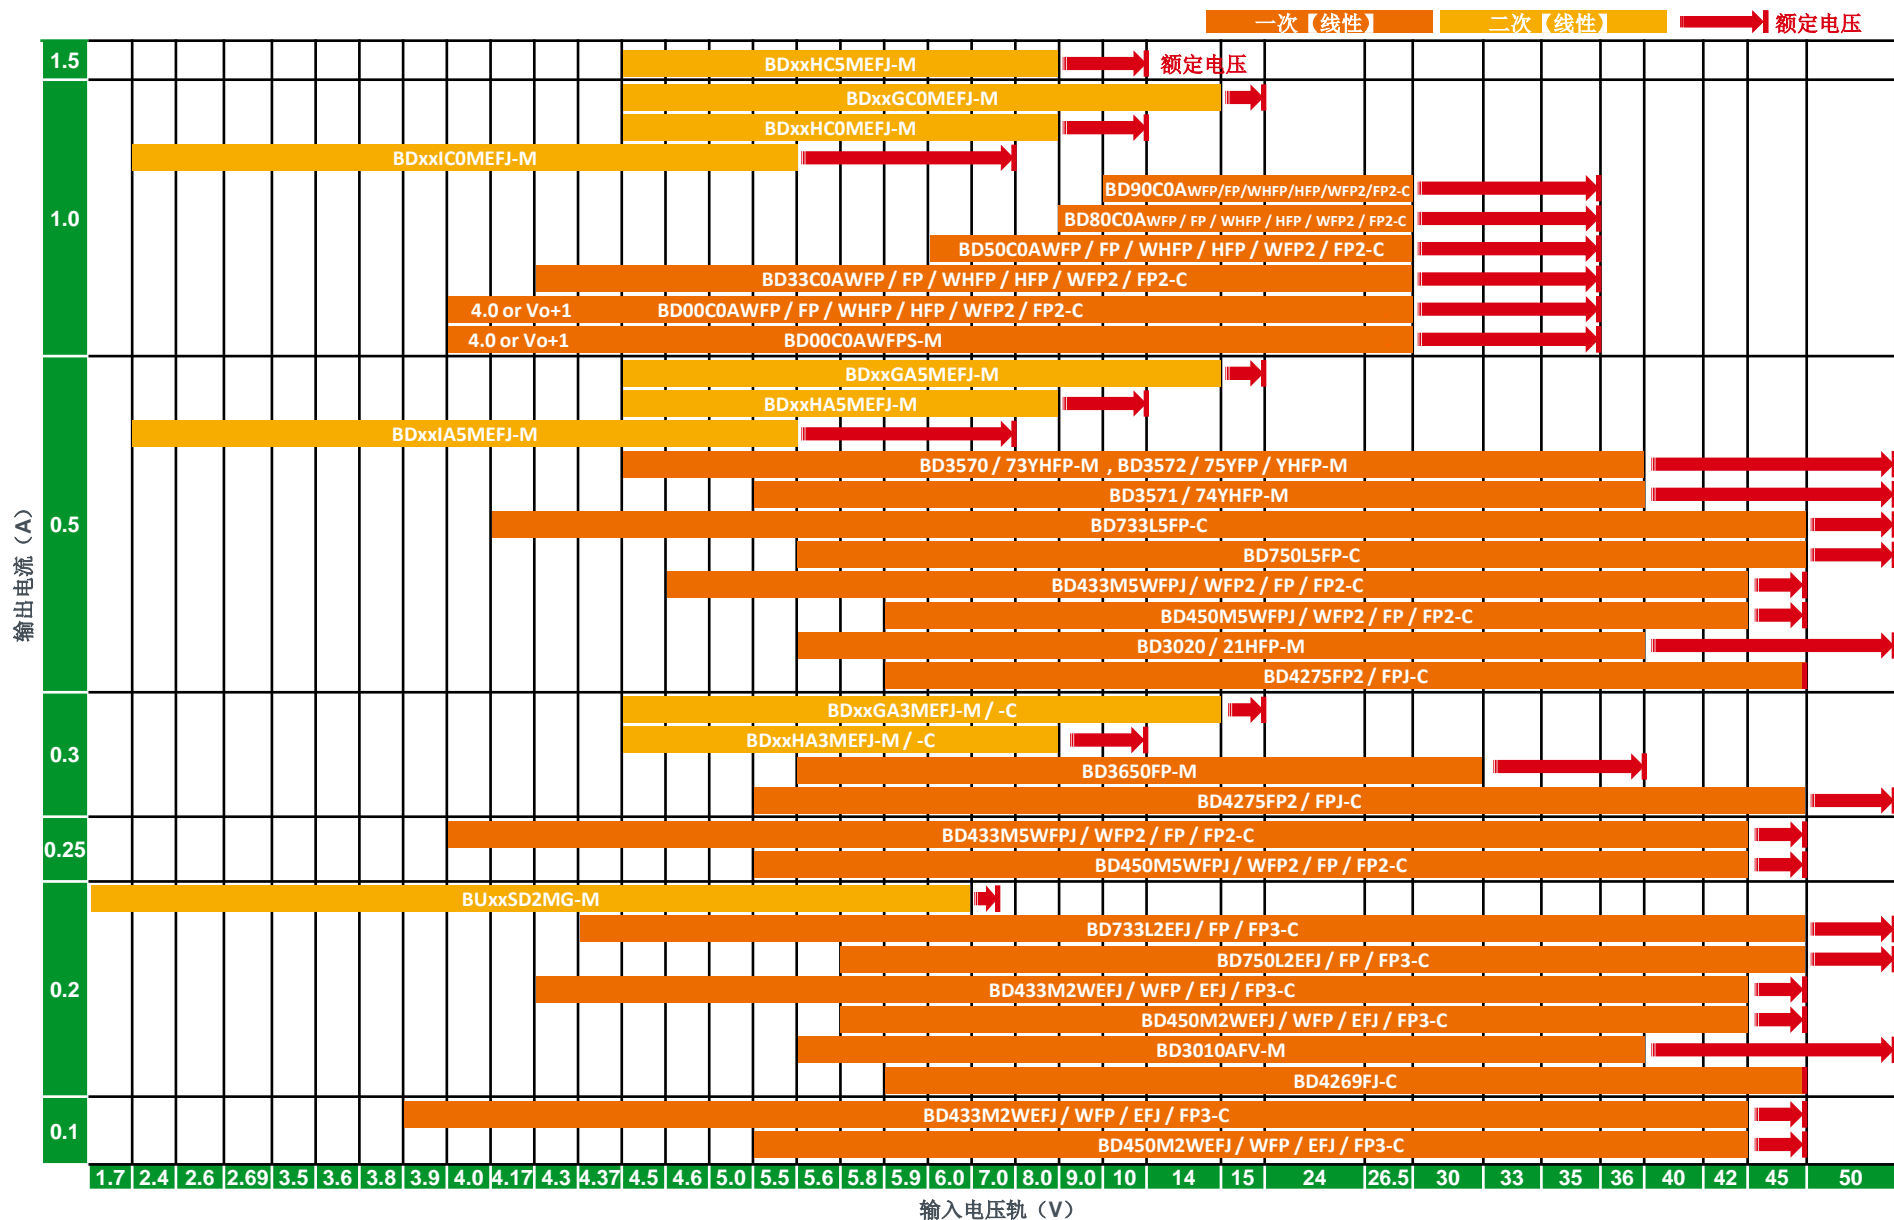 一次【线性】 二次【线性】 额定电压
1.5
BDxxHC5MEFJ-M 额定电压
BDxxGC0MEFJ-M
BDxxHC0MEFJ-M
BDxxIC0MEFJ-M
BD90C0AWFP/FP/WHFP/HFP/WFP2/FP2-C
1.0
BD80C0AWFP / FP / WHFP / HFP / WFP2 / FP2-C
BD50C0AWFP / FP / WHFP / HFP / WFP2 / FP2-C
BD33C0AWFP / FP / WHFP / HFP / WFP2 / FP2-C
4.0 or Vo+1 BD00C0AWFP / FP / WHFP / HFP / WFP2 / FP2-C
4.0 or Vo+1 BD00C0AWFPS-M
BDxxGA5MEFJ-M
BDxxHA5MEFJ-M
BDxxIA5MEFJ-M
BD3570 / 73YHFP-M , BD3572 / 75YFP / YHFP-M
BD3571 / 74YHFP-M
0.5
BD733L5FP-C
BD750L5FP-C
输出电流（A）
BD433M5WFPJ / WFP2 / FP / FP2-C
BD450M5WFPJ / WFP2 / FP / FP2-C
BD3020 / 21HFP-M
BD4275FP2 / FPJ-C
BDxxGA3MEFJ-M / -C
BDxxHA3MEFJ-M / -C
0.3
BD3650FP-M
BD4275FP2 / FPJ-C
BD433M5WFPJ / WFP2 / FP / FP2-C
0.25
BD450M5WFPJ / WFP2 / FP / FP2-C
BUxxSD2MG-M
BD733L2EFJ / FP / FP3-C
BD750L2EFJ / FP / FP3-C
0.2
BD433M2WEFJ / WFP / EFJ / FP3-C
BD450M2WEFJ / WFP / EFJ / FP3-C
BD3010AFV-M
BD4269FJ-C
BD433M2WEFJ / WFP / EFJ / FP3-C
0.1
BD450M2WEFJ / WFP / EFJ / FP3-C
1.7 2.4 2.6 2.69 3.5 3.6 3.8 3.9 4.0 4.17 4.3 4.37 4.5 4.6 5.0 5.5 5.6 5.8 5.9 6.0 7.0 8.0 9.0 10 14 15 24 26.5 30 33 35 36 40 42 45 50
输入电压轨（V）